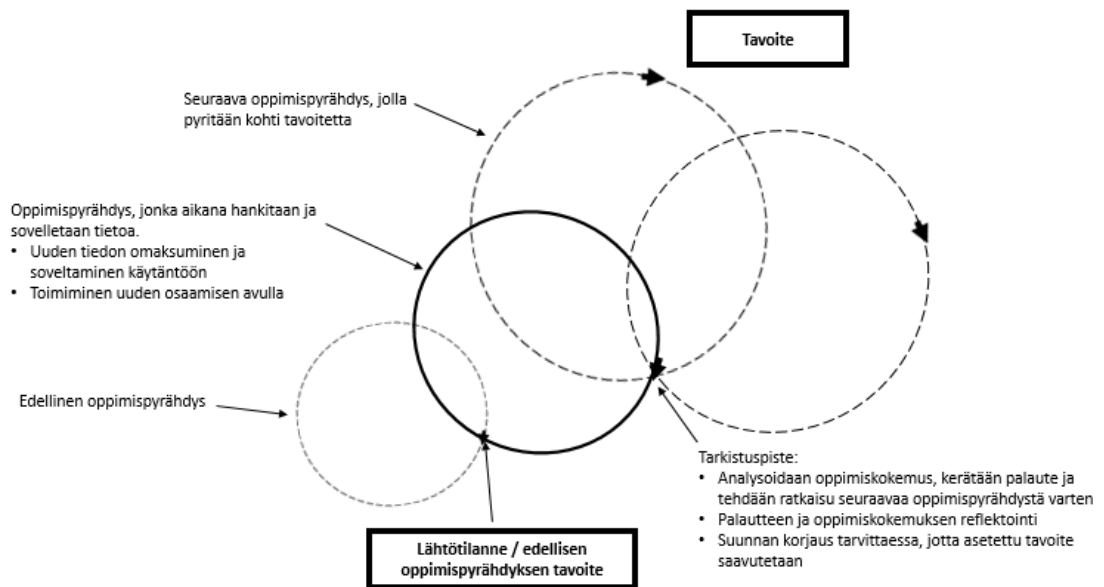 Tavoite
Seuraava oppimispyrähdys, jolla
pyritään kohti tavoitetta
Oppimispyrähdys, jonka aikana hankitaan ja
sovelletaan tietoa.
• Uuden tiedon omaksuminen ja
soveltaminen käytäntöön
• Toimiminen uuden osaamisen avulla
Edellinen oppimispyrähdys
Tarkistuspiste:
• Analysoidaan oppimiskokemus, kerätään palaute ja
tehdään ratkaisu seuraavaa oppimispyrähdystä varten
• Palautteen ja oppimiskokemuksen reflektointi
• Suunnan korjaus tarvittaessa, jotta asetettu tavoite
saavutetaan
Lähtötilanne / edellisen
oppimispyrähdyksen tavoite